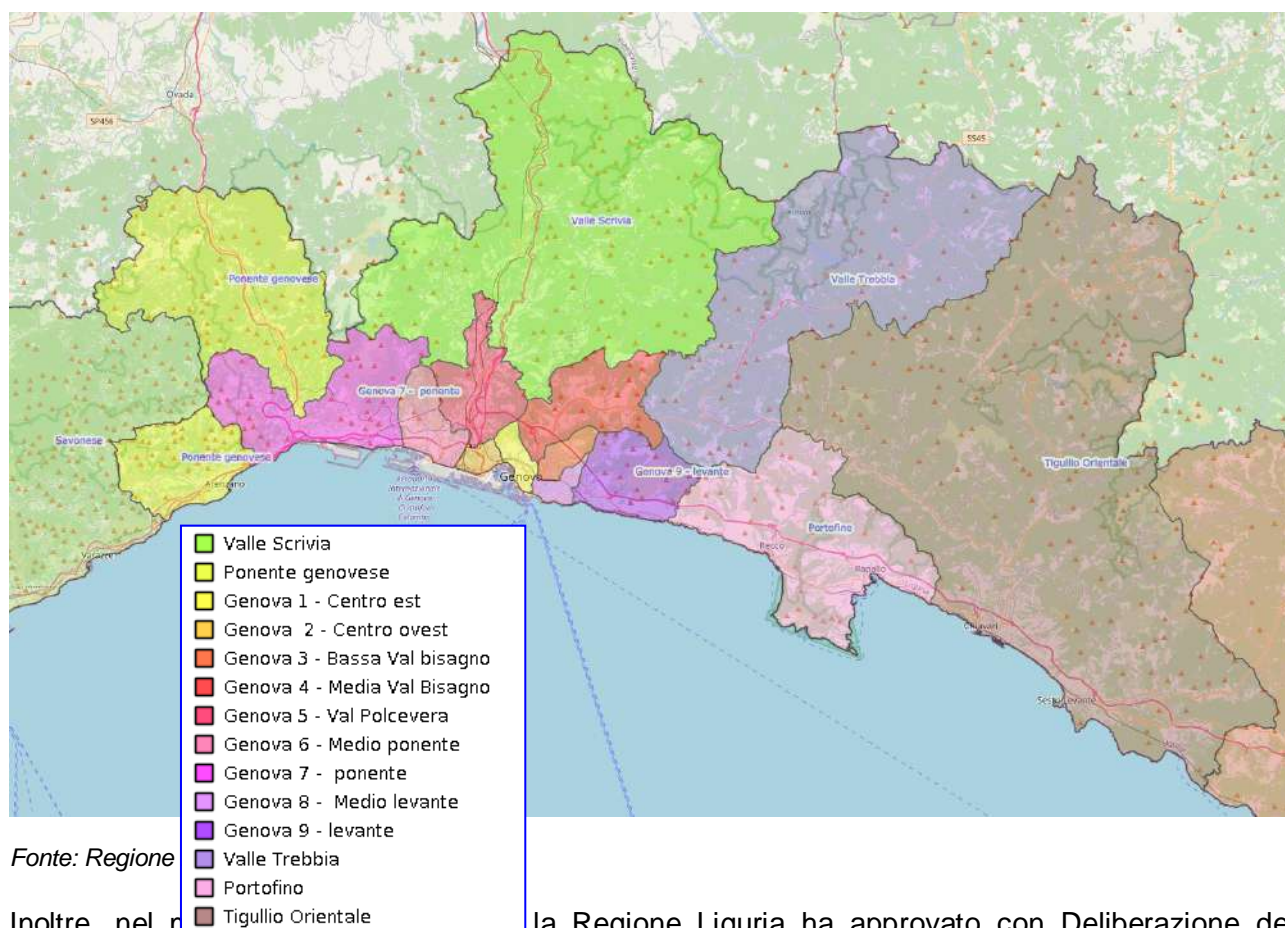 Ovada
SP456
SS45
Valle Scrivia
Ponente genovese
Valle Trebbia
Genova 7 - ponente
Savonese
Ponente genovese
Arenzano
Genova
Genova 9 - levante
Tigullio Orientale
Portofino
Recco
Rapallo
Varazze
Chiavari
Sestri Levante
Valle Scrivia
Ponente genovese
Genova 1 - Centro est
Genova 2 - Centro ovest
Genova 3 - Bassa Val bisagno
Genova 4 - Media Val Bisagno
Genova 5 - Val Polcevera
Genova 6 - Medio ponente
Genova 7 - ponente
Genova 8 - Medio levante
Genova 9 - levante
Valle Trebbia
Portofino
Tigullio Orientale
Fonte: Regione
Inoltre, nel la Regione Liguria ha approvato con Deliberazione de